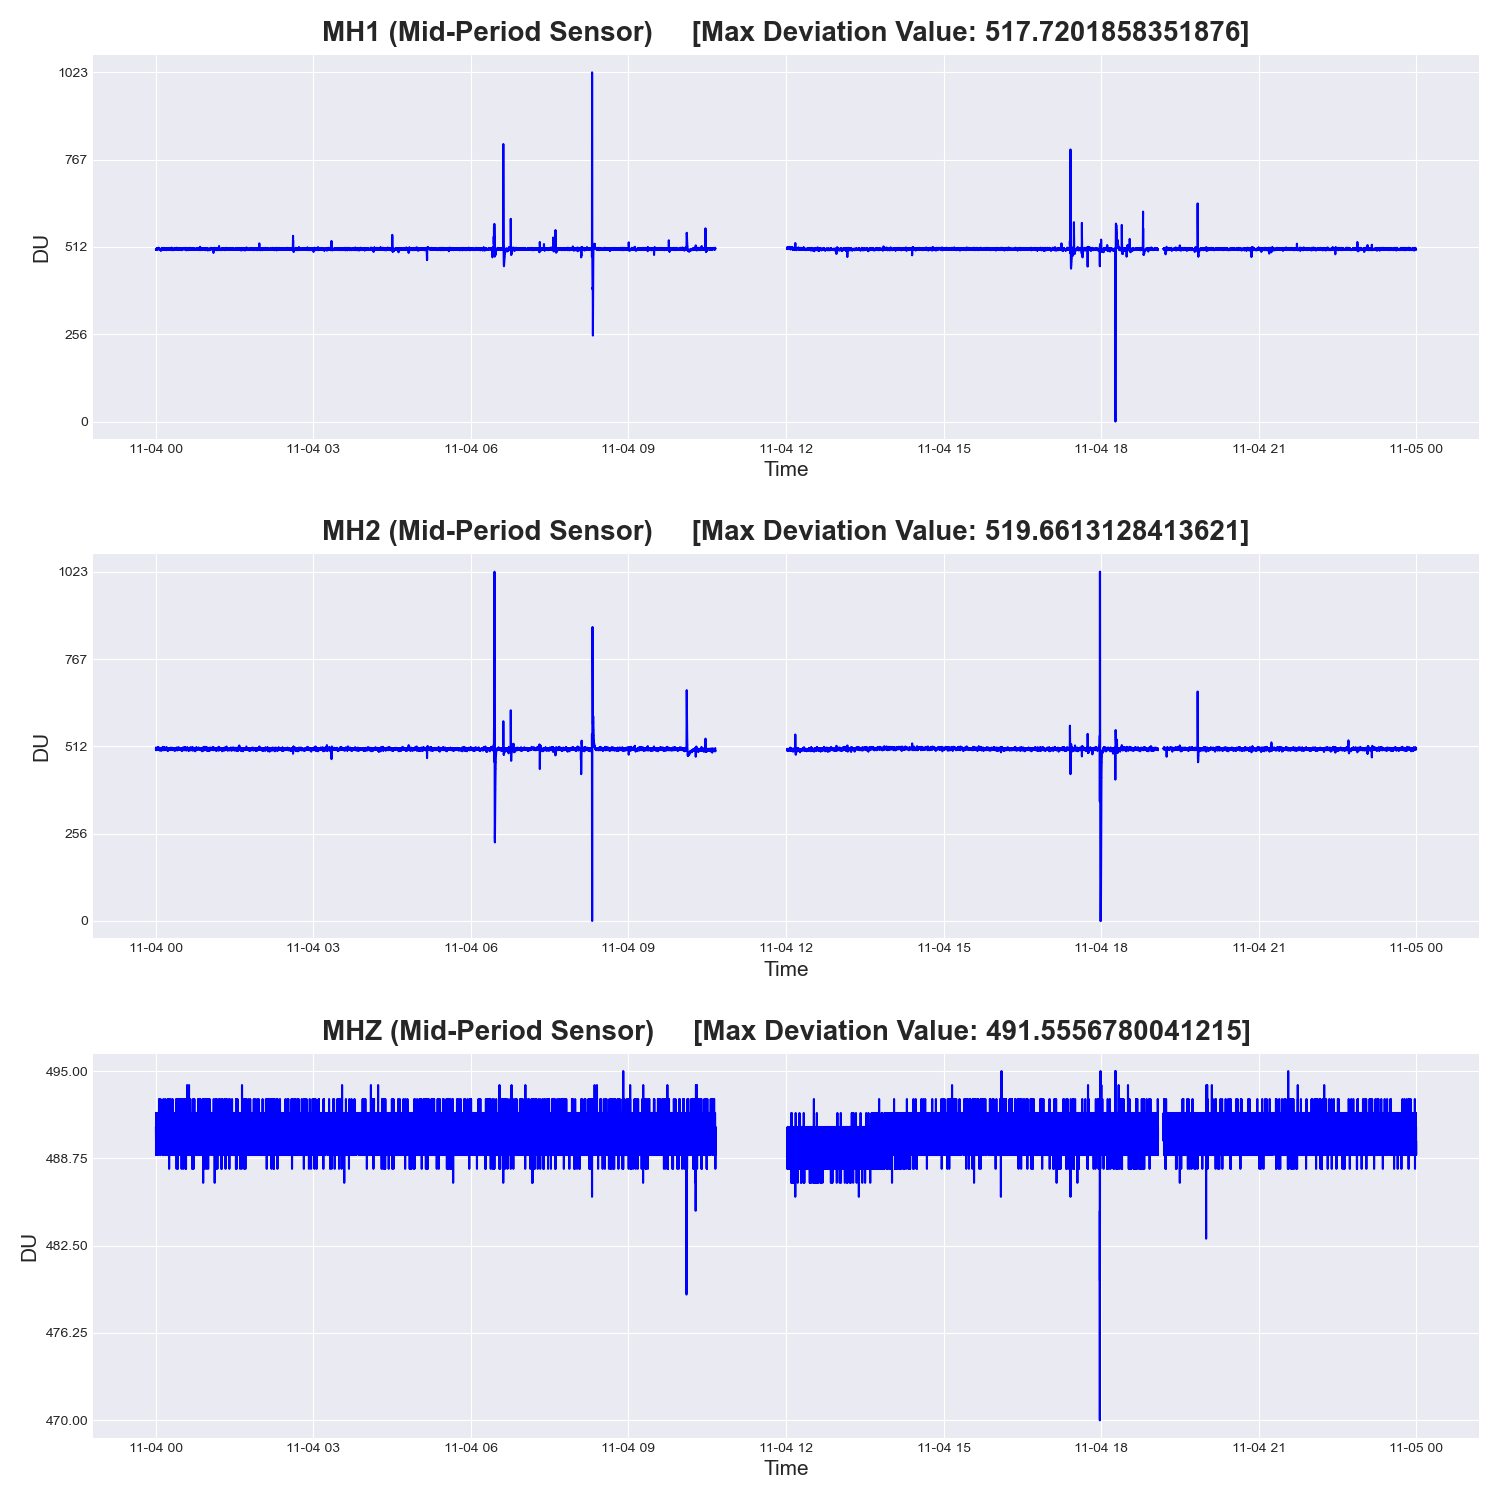 MH1 (Mid-Period Sensor) [Max Deviation Value: 517.7201858351876]
1023
767
512
256
0
DU
11-04 00 11-04 03 11-04 06 11-04 09 11-04 12 11-04 15 11-04 18 11-04 21 11-05 00
Time
MH2 (Mid-Period Sensor) [Max Deviation Value: 519.6613128413621]
1023
767
512
256
0
DU
11-04 00 11-04 03 11-04 06 11-04 09 11-04 12 11-04 15 11-04 18 11-04 21 11-05 00
Time
MHZ (Mid-Period Sensor) [Max Deviation Value: 491.5556780041215]
495.00
488.75
482.50
476.25
470.00
DU
11-04 00 11-04 03 11-04 06 11-04 09 11-04 12 11-04 15 11-04 18 11-04 21 11-05 00
Time